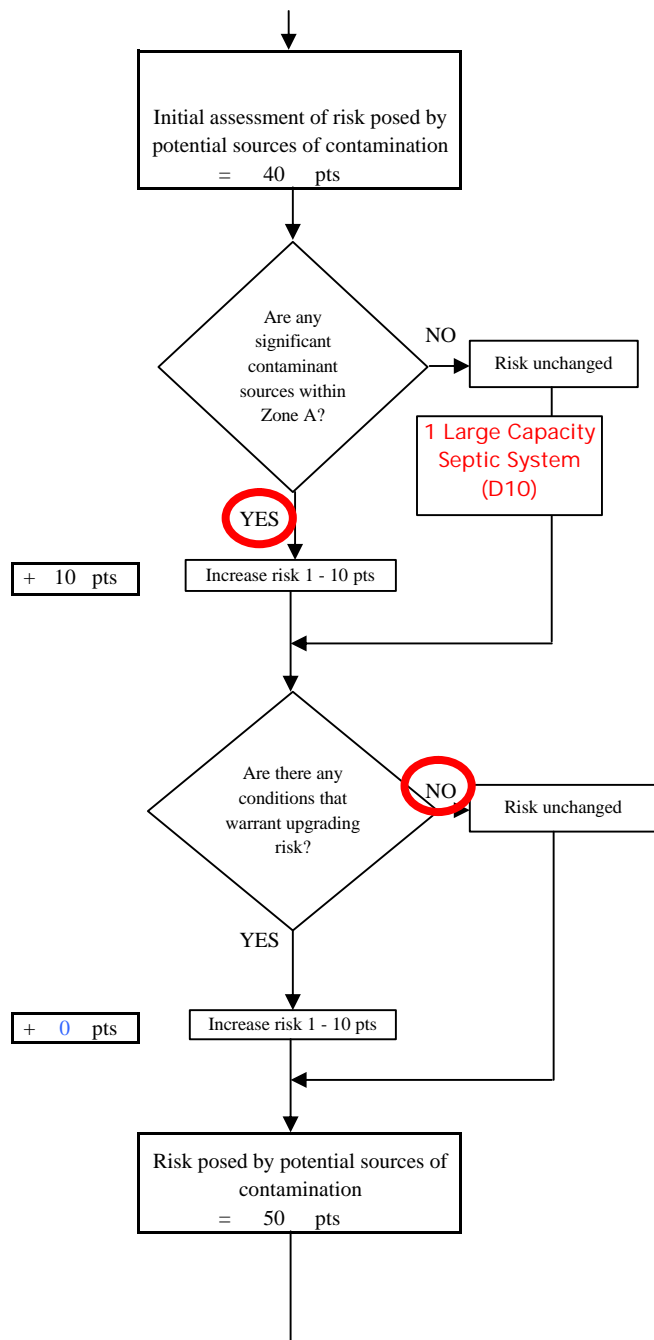 Initial assessment of risk posed by
potential sources of contamination
= 40 pts
Are any
significant
contaminant
sources within
Zone A?
NO
Risk unchanged
1 Large Capacity
Septic System
(D10)
YES
+ 10 pts
Increase risk 1 - 10 pts
Are there any
conditions that
warrant upgrading
risk?
NO
Risk unchanged
YES
+ 0 pts
Increase risk 1 - 10 pts
Risk posed by potential sources of
contamination
= 50 pts